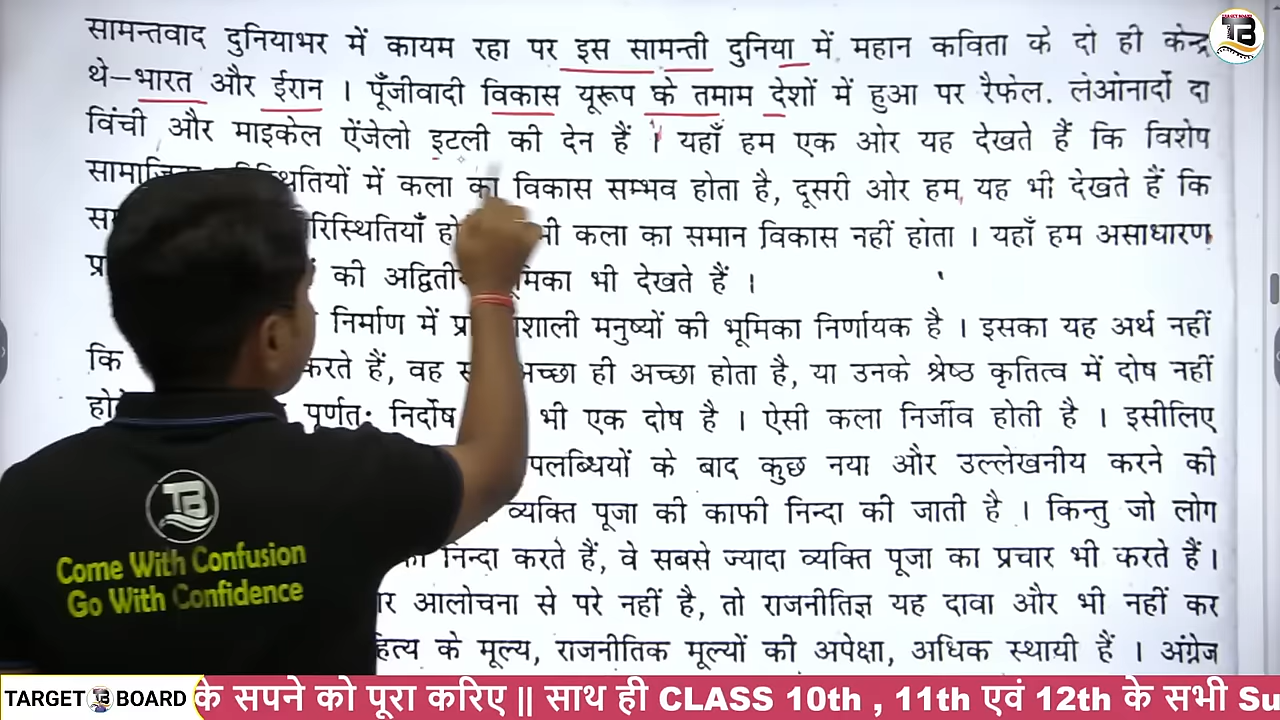 सामन्तवाद दुनियाभर में कायम रहा पर इस सामन्ती दुनिया में महान कविता के दो ही केन्द्र
थे–भारत और ईरान । पूँजीवादी विकास यूरूप के तमाम देशों में हुआ पर रैफेल. लेओंनार्दो दा
विंची और माइकेल ऐंजेलो इटली की देन हैं । यहाँ हम एक ओर यह देखते हैं कि विशेष
में कला का विकास सम्भव होता है, दूसरी ओर हम यह भी देखते हैं कि
कला का समान विकास नहीं होता । यहाँ हम असाधारण
की भी देखते हैं ।
निर्माण में मनुष्यों की भूमिका निर्णायक है । इसका यह अर्थ नहीं
कि करते हैं, वह अच्छा ही अच्छा होता है, या उनके श्रेष्ठ कृतित्व में दोष नहीं
पूर्णतः निर्दोष भी एक दोष है । ऐसी कला निर्जीव होती है । इसीलिए
के बाद कुछ नया और उल्लेखनीय करने की
व्यक्ति पूजा की काफी निन्दा की जाती है । किन्तु जो लोग
निन्दा करते हैं, वे सबसे ज्यादा व्यक्ति पूजा का प्रचार भी करते हैं ।
आलोचना से परे नहीं है, तो राजनीतिज्ञ यह दावा और भी नहीं कर
के मूल्य, राजनीतिक मूल्यों की अपेक्षा, अधिक स्थायी हैं । अंग्रेज
TARGET BOARD
TB
TB
Come With Confusion
Go With Confidence
TARGET TB BOARD
के सपने को पूरा करिए || साथ ही CLASS 10th , 11th एवं 12th के सभी Su